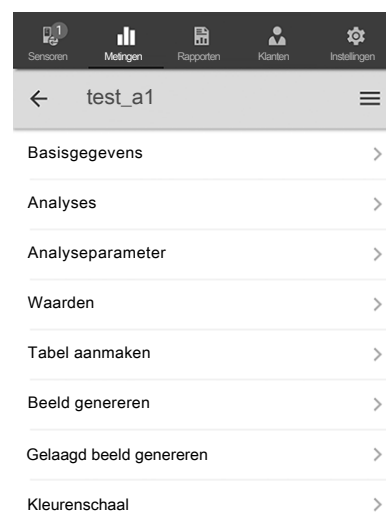 1
Sensoren Metingen Rapporten Klanten Instellingen
test_a1
Basisgegevens
Analyses
Analyseparameter
Waarden
Tabel aanmaken
Beeld genereren
Gelaagd beeld genereren
Kleurenschaal